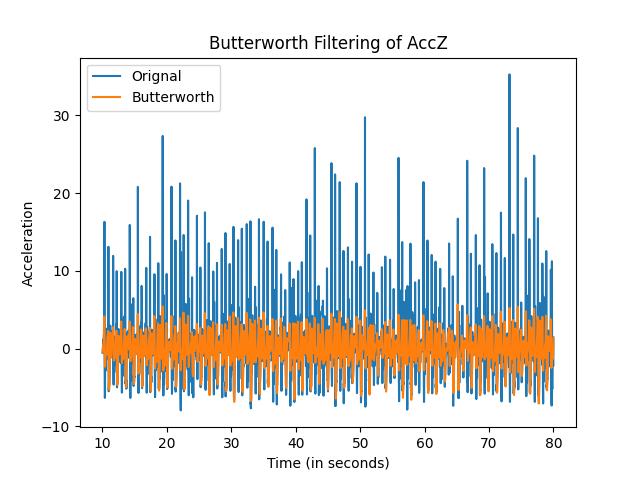 Butterworth Filtering of AccZ
Orignal
Butterworth
30
20
10
0
−10
Acceleration
10 20 30 40 50 60 70 80
Time (in seconds)